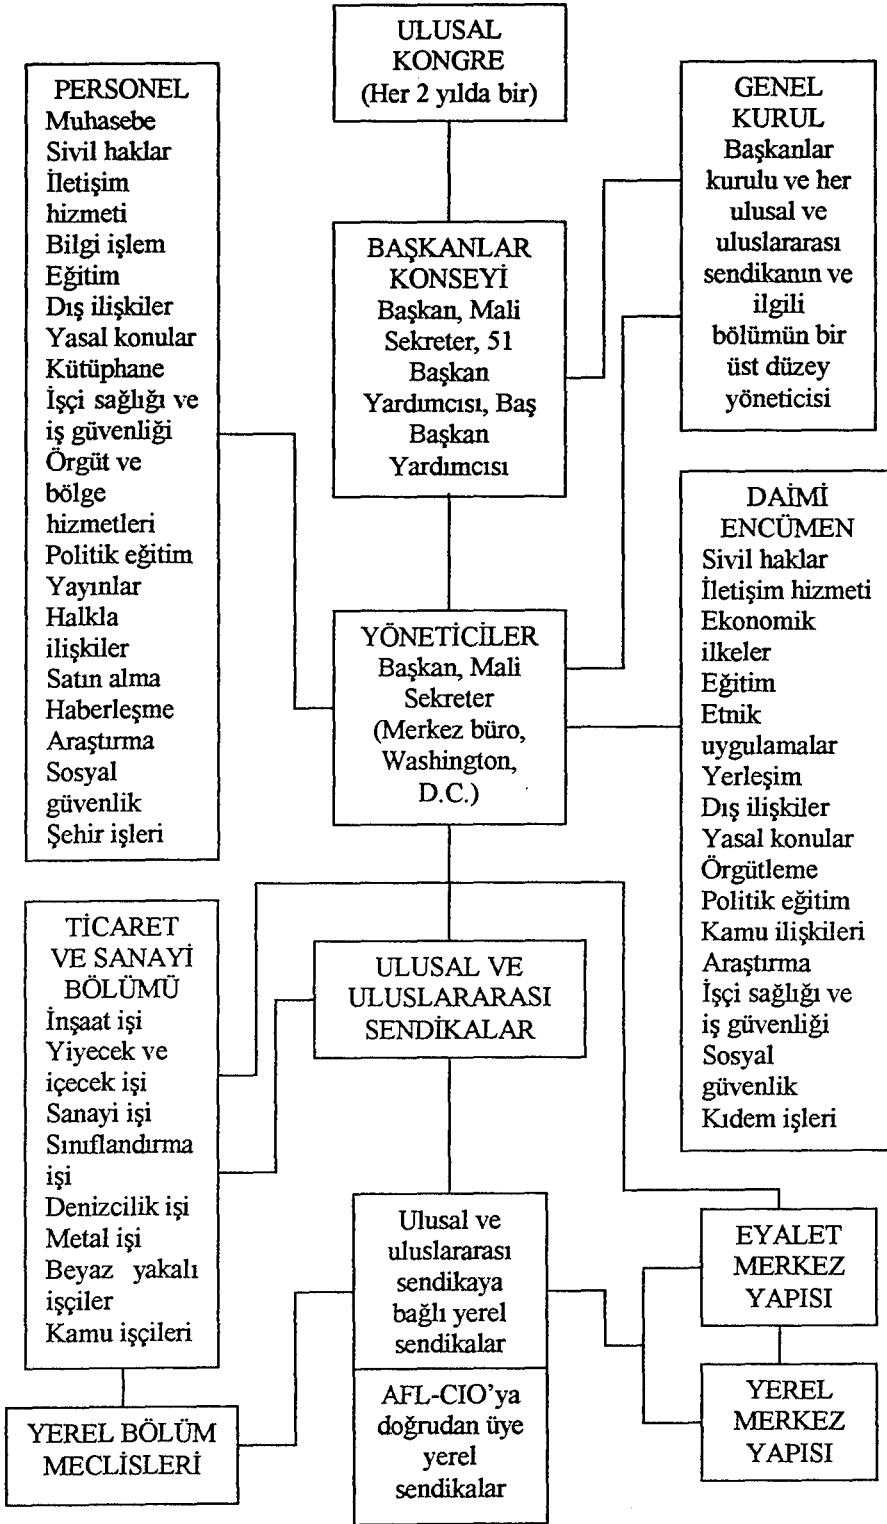 ULUSAL
KONGRE
(Her 2 yılda bir)
PERSONEL
Muhasebe
Sivil haklar
İletişim
hizmeti
Bilgi işlem
Eğitim
Dış ilişkiler
Yasal konular
Kütüphane
İşçi sağlığı ve
iş güvenliği
Örgüt ve
bölge
hizmetleri
Politik eğitim
Yayınlar
Halkla
ilişkiler
Satın alma
Haberleşme
Araştırma
Sosyal
güvenlik
Şehir işleri
BAŞKANLAR
KONSEYİ
Başkan, Mali
Sekreter, 51
Başkan
Yardımcısı, Baş
Başkan
Yardımcısı
GENEL
KURUL
Başkanlar
kurulu ve her
ulusal ve
uluslararası
sendikanın ve
ilgili
bölümün bir
üst düzey
yöneticisi
YÖNETİCİLER
Başkan, Mali
Sekreter
(Merkez büro,
Washington,
D.C.)
DAİMİ
ENCÜMEN
Sivil haklar
İletişim hizmeti
Ekonomik
ilkeler
Eğitim
Etnik
uygulamalar
Yerleşim
Dış ilişkiler
Yasal konular
Örgütleme
Politik eğitim
Kamu ilişkileri
Araştırma
İşçi sağlığı ve
iş güvenliği
Sosyal
güvenlik
Kıdem işleri
TİCARET
VE SANAYİ
BÖLÜMÜ
İnşaat işi
Yiyecek ve
içecek işi
Sanayi işi
Sınıflandırma
işi
Denizcilik işi
Metal işi
Beyaz yakalı
işçiler
Kamu işçileri
ULUSAL VE
ULUSLARARASI
SENDİKALAR
Ulusal ve
uluslararası
sendikaya
bağlı yerel
sendikalar
AFL-CIO'ya
doğrudan üye
yerel
sendikalar
EYALET
MERKEZ
YAPISI
YEREL
MERKEZ
YAPISI
YEREL BÖLÜM
MECLİSLERİ